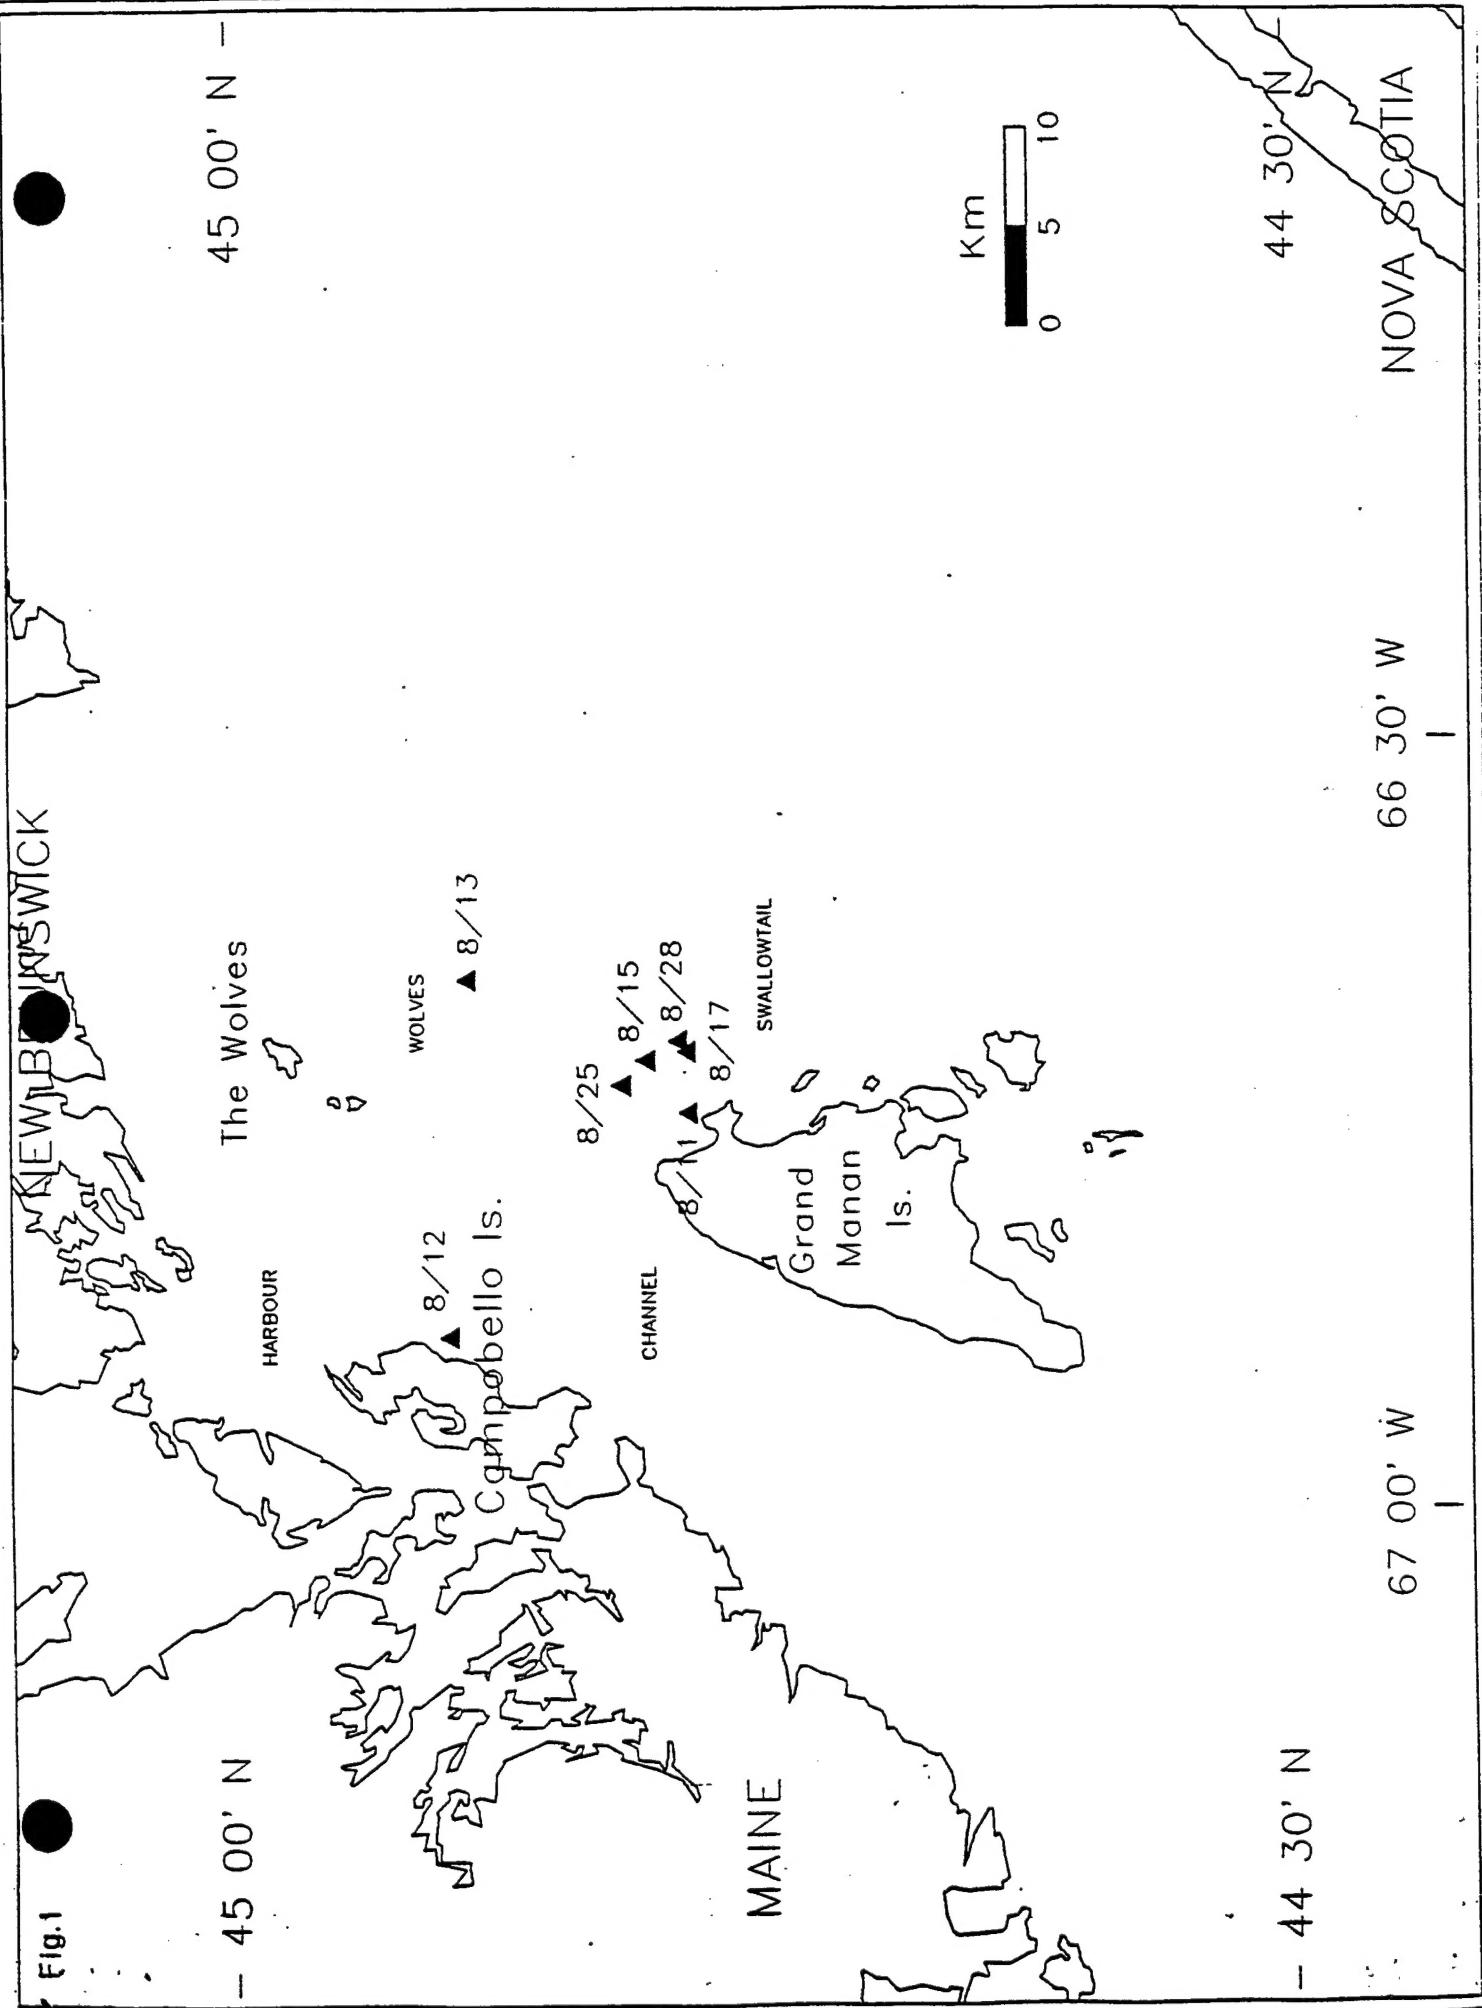 Fig.1
NEW BRUNSWICK
45 00' N
45 00' N
The Wolves
HARBOUR
WOLVES
8/12
8/13
Campobello Is.
8/25
8/15
8/28
8/17
8/11
CHANNEL
SWALLOWTAIL
MAINE
Grand
Manan
Is.
Km
0 5 10
44 30' N
44 30' N
67 00' W
66 30' W
NOVA SCOTIA